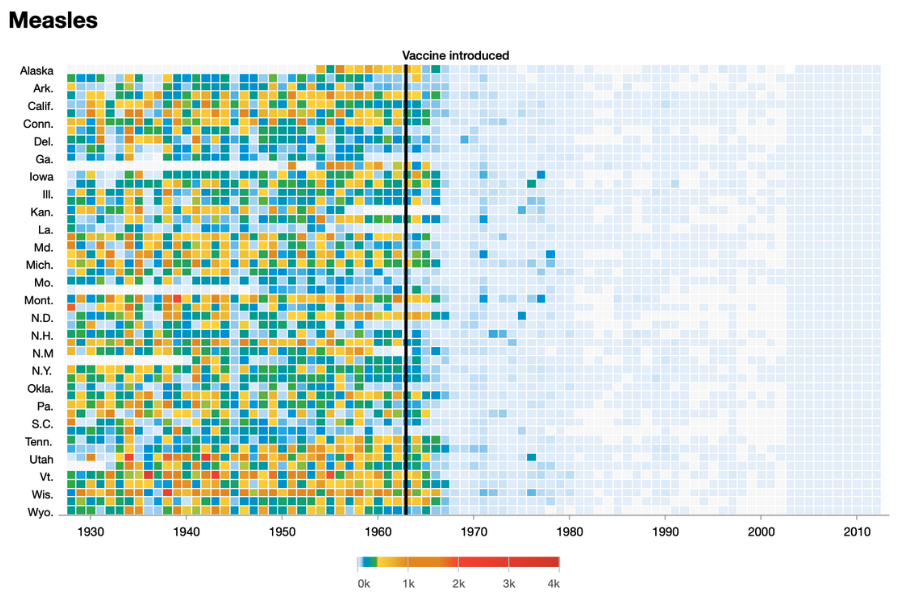 Measles
Vaccine introduced
Alaska
Ark.
Calif.
Conn.
Del.
Ga.
Iowa
Ill.
Kan.
La.
Md.
Mich.
Mo.
Mont.
N.D.
N.H.
N.M
N.Y.
Okla.
Pa.
S.C.
Tenn.
Utah
Vt.
Wis.
Wyo.
1930 1940 1950 1960 1970 1980 1990 2000 2010
0k 1k 2k 3k 4k